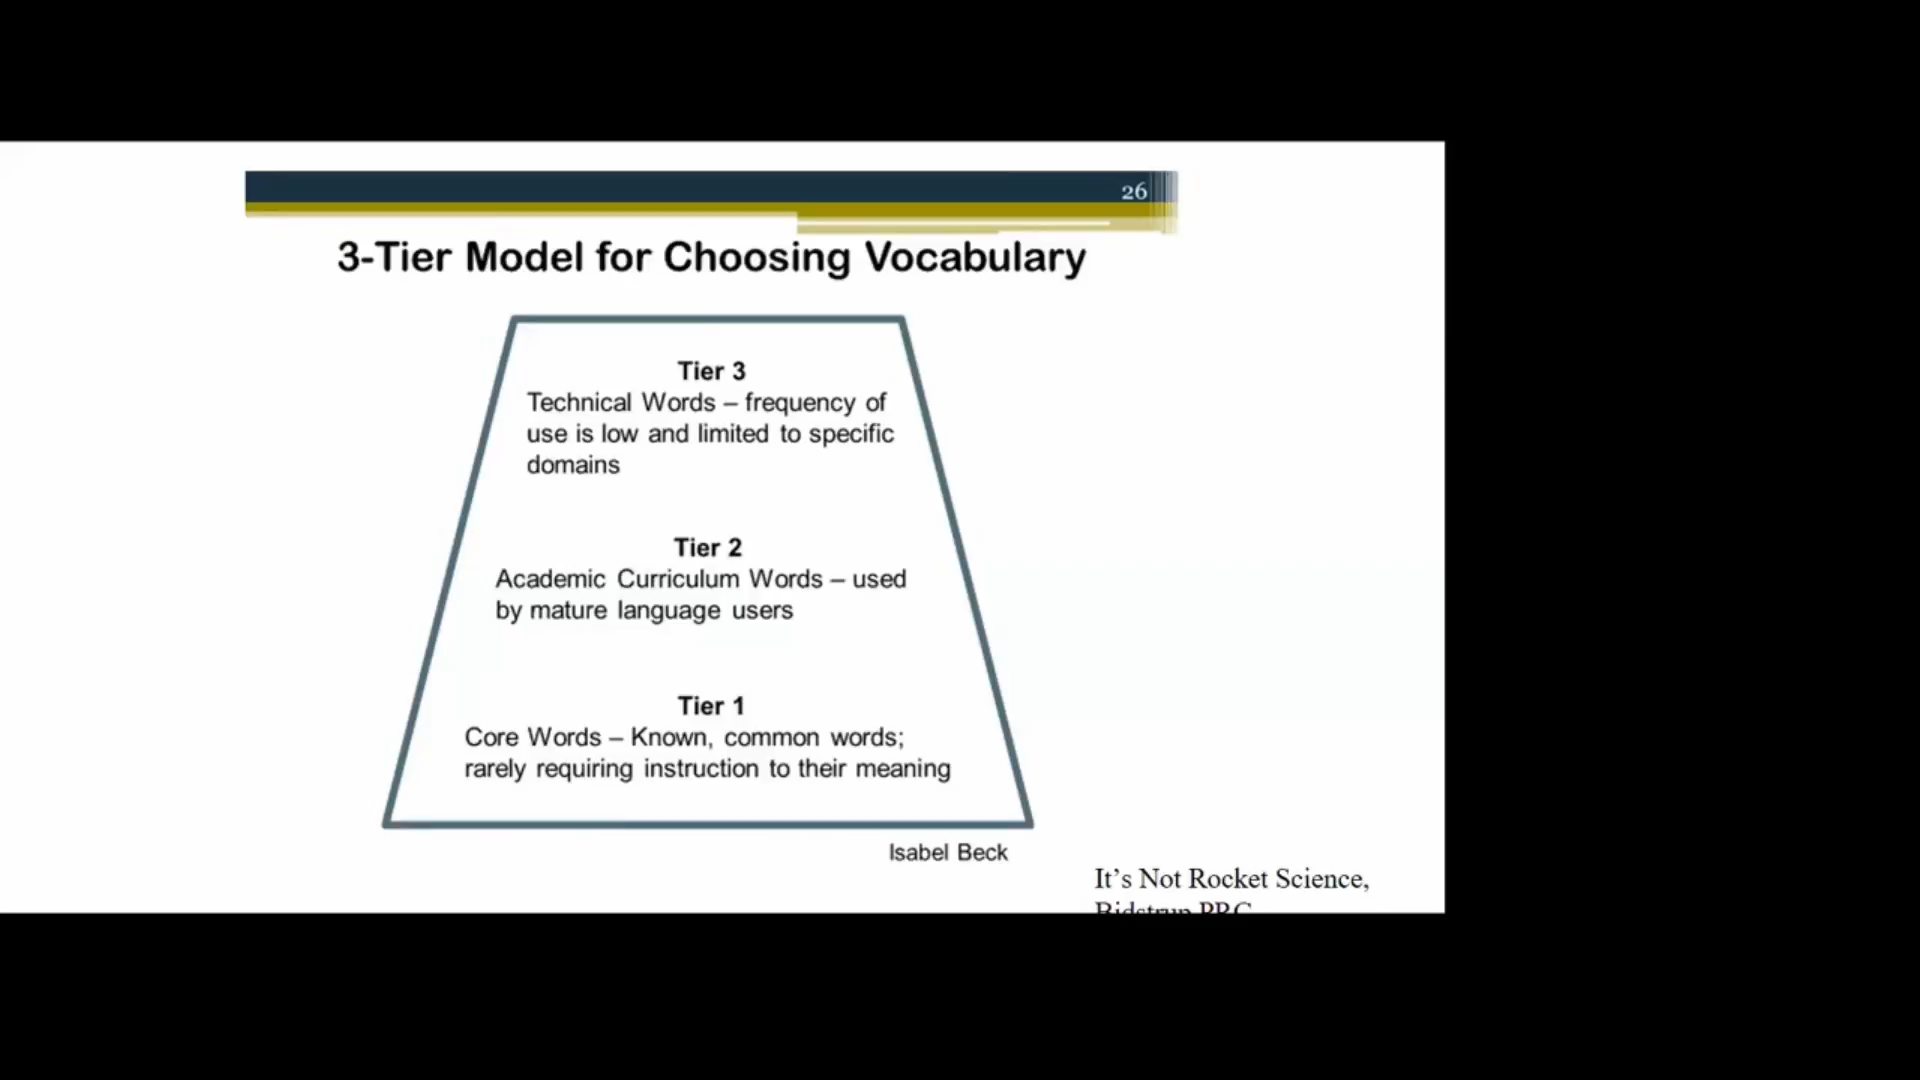 26
3-Tier Model for Choosing Vocabulary
Tier 3
Technical Words – frequency of
use is low and limited to specific
domains
Tier 2
Academic Curriculum Words – used
by mature language users
Tier 1
Core Words – Known, common words;
rarely requiring instruction to their meaning
Isabel Beck
It’s Not Rocket Science,
Bidstrup PRC